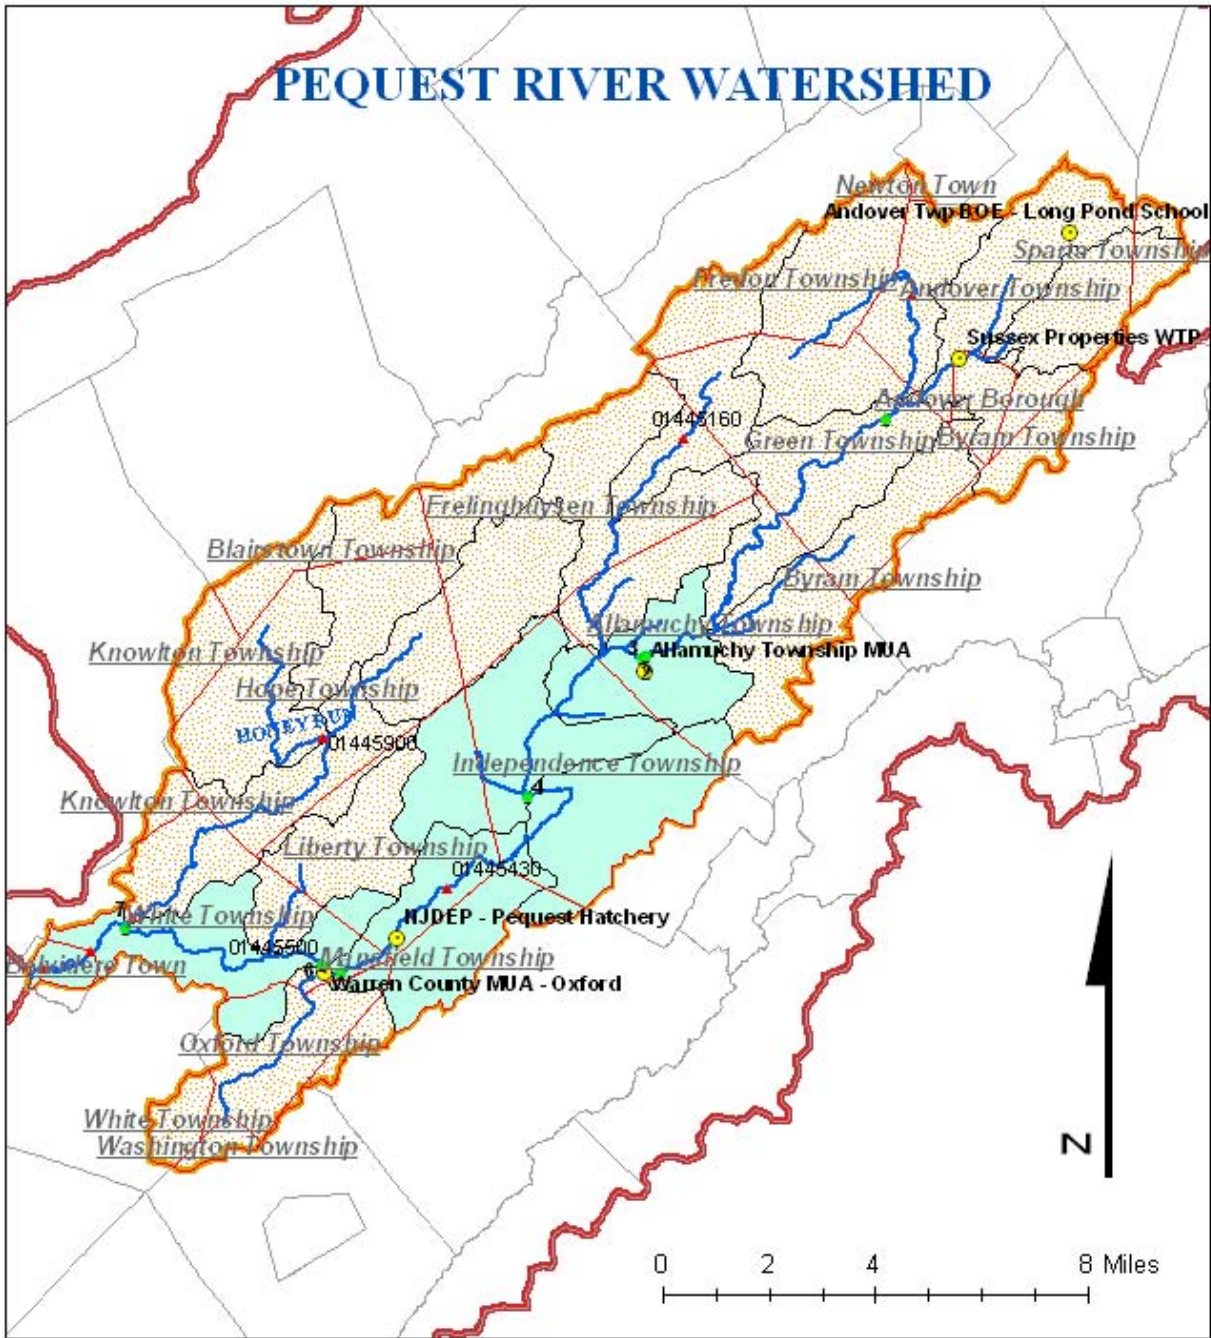 PEQUEST RIVER WATERSHED
Newton Town
Andover Twp BOE - Long Pond School
Sparta Township
Fredon Township
Andover Township
Sussex Properties WTP
Andover Borough
01445160
Green Township
Byram Township
Frelinghuysen Township
Blairstown Township
Byram Township
Allamuchy Township
Knowlton Township
3
Allamuchy Township MUA
2
Hope Township
HONEY RUN
01445900
Independence Township
4
Knowlton Township
Liberty Township
01445430
7
White Township
NJDEP - Pequest Hatchery
01445500
Mansfield Township
Belvidere Town
6
Warren County MUA - Oxford
Oxford Township
White Township
Washington Township
N
0 2 4 8 Miles